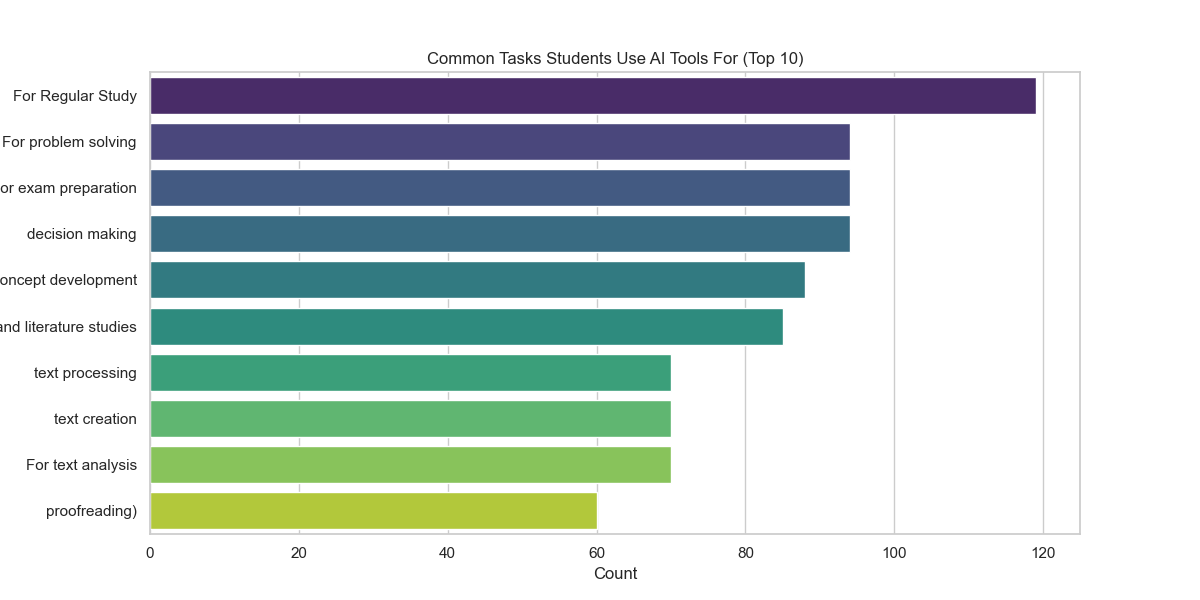 Common Tasks Students Use AI Tools For (Top 10)
For Regular Study
For problem solving
or exam preparation
decision making
oncept development
and literature studies
text processing
text creation
For text analysis
proofreading)
0 20 40 60 80 100 120
Count